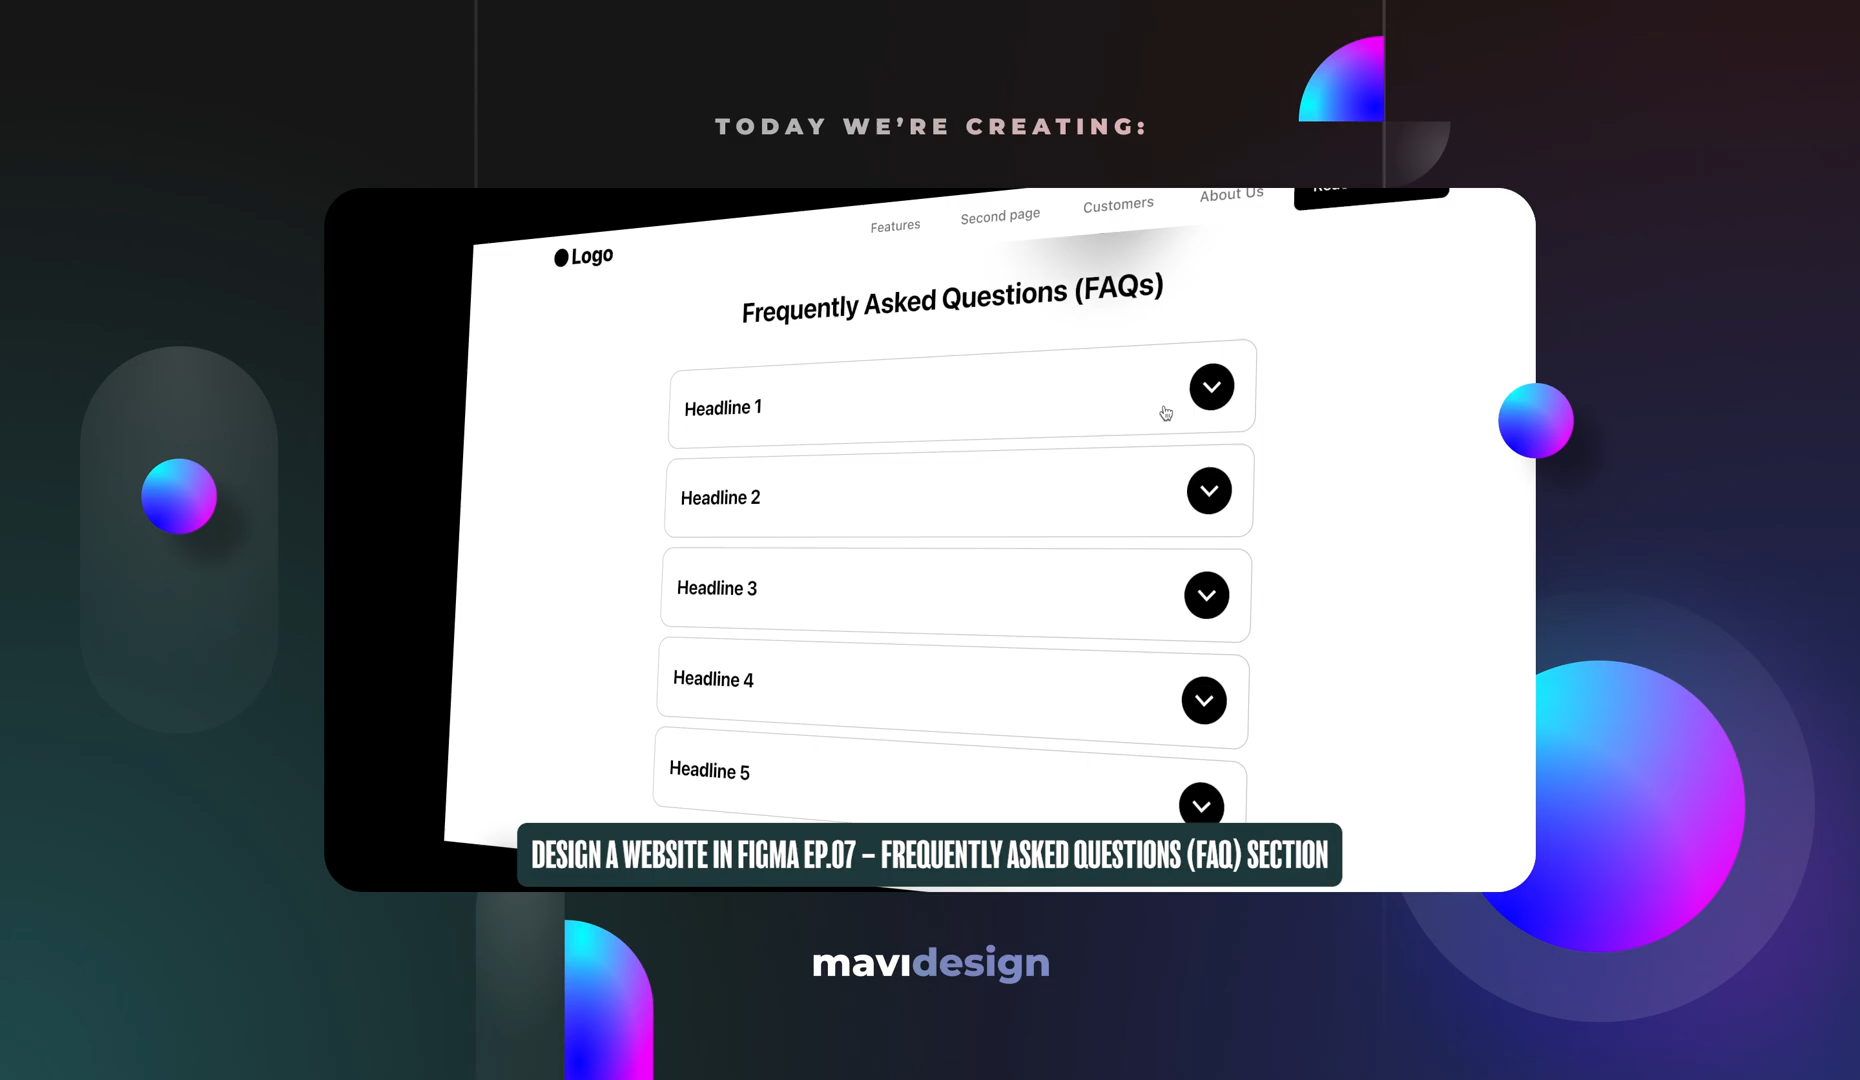 TODAY WE’RE CREATING:
Logo
Features
Second page
Customers
About Us
Frequently Asked Questions (FAQs)
Headline 1
Headline 2
Headline 3
Headline 4
Headline 5
DESIGN A WEBSITE IN FIGMA EP.07 – FREQUENTLY ASKED QUESTIONS (FAQ) SECTION
mavıdesign